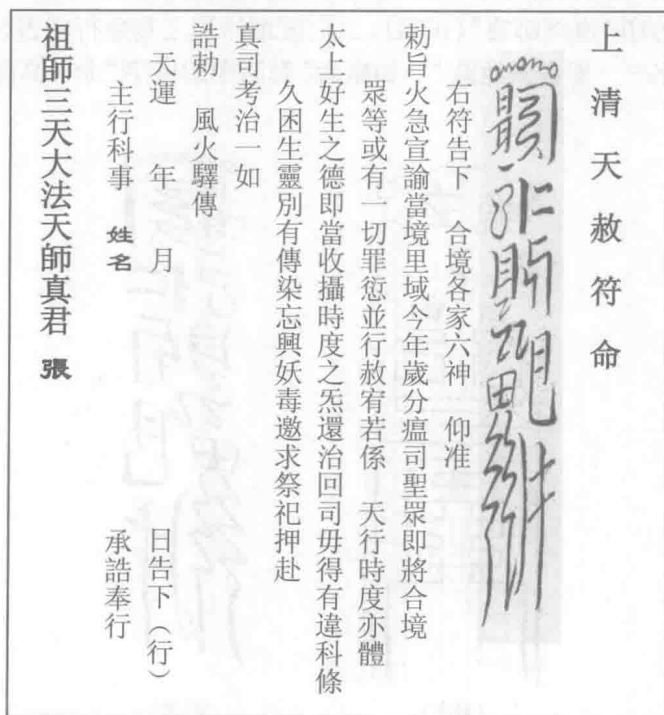 上清天赦符命
右符告下　合境各家六神　仰准
勅旨火急宣諭當境里域今年歲分瘟司聖眾即將合境
眾等或有一切罪愆並行赦宥若係　天行時度亦體
太好生之德即當收攝時度之炁還治回司毋得有違科條
久困生靈別有傳染忘興妖毒邀求祭祀押赴
真司考治一如
誥勅　風火驛傳
天運　年　月　日告下（行）
主行科事　姓名　承誥奉行
祖師三天大法天師真君　張